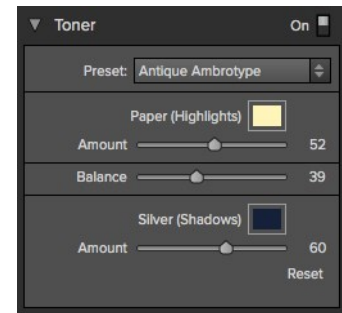 Toner On
Preset: Antique Ambrotype
Paper (Highlights)
Amount 52
Balance 39
Silver (Shadows)
Amount 60
Reset